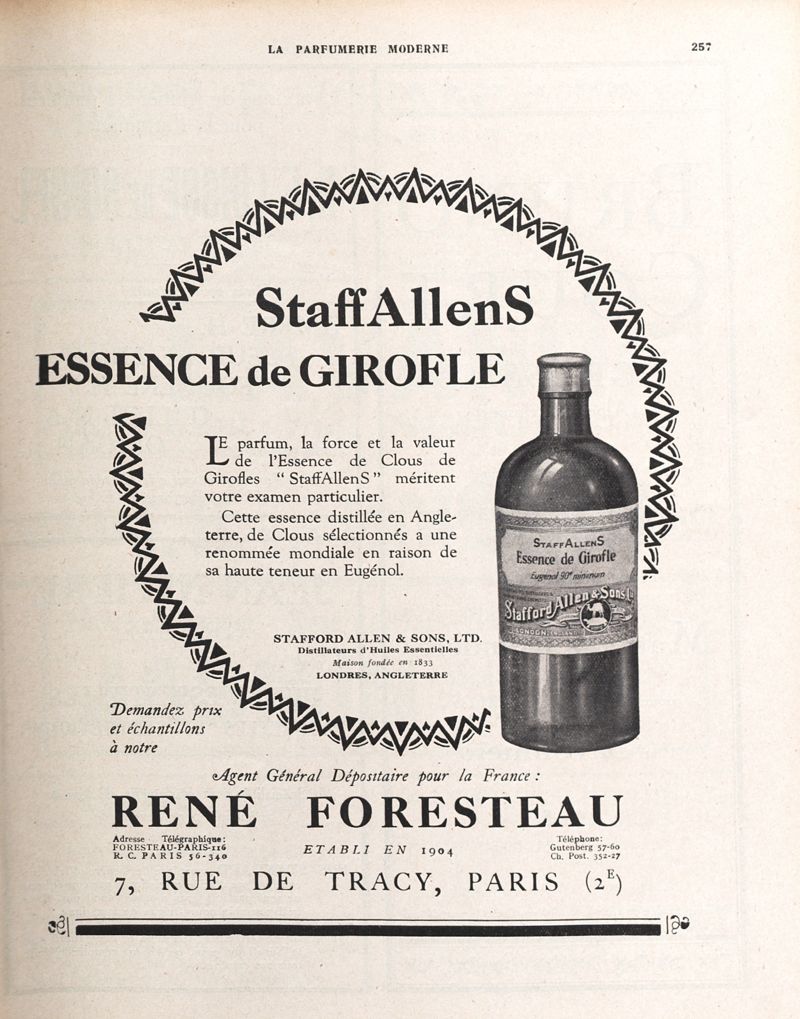 LA PARFUMERIE MODERNE
257
StaffAllenS
ESSENCE de GIROFLE
LE parfum, la force et la valeur
de l'Essence de Clous de
Girofles “StaffAllenS” méritent
votre examen particulier.
Cette essence distillée en Angle-
terre, de Clous sélectionnés a une
renommée mondiale en raison de
sa haute teneur en Eugénol.
STAFFORD ALLEN & SONS, LTD.
Distillateurs d'Huiles Essentielles
Maison fondée en 1833
LONDRES, ANGLETERRE
STAFFALLENS
Essence de Girofle
Eugenol 90% minimum
Stafford Allen & Sons Ld
LONDON
Demandez prix
et échantillons
à notre
Agent Général Dépositaire pour la France :
RENÉ FORESTEAU
Adresse Télégraphique:
FORESTEAU-PARIS-116
R. C. PARIS 56-340
ETABLI EN 1904
Téléphone:
Gutenberg 57-60
Ch. Post. 352-27
7, RUE DE TRACY, PARIS (2E)